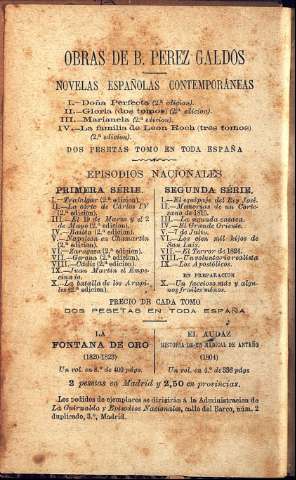 OBRAS DE B. PEREZ GALDÓS
NOVELAS ESPAÑOLAS CONTEMPORÁNEAS
I.—Doña Perfecta (2.ª edicion).
II.—Gloria (dos tomos) (2.ª edicion).
III.—Marianela (2.ª edicion).
IV.—La familia de Leon Roch (tres tomos)
(2.ª edicion).
DOS PESETAS TOMO EN TODA ESPAÑA
EPISODIOS NACIONALES
PRIMERA SÉRIE.
I.—Trafalgar (2.ª edicion).
II.—La córte de Cárlos IV
(2.ª edicion).
III.—El 19 de Marzo y el 2
de Mayo (2.ª edicion).
IV.—Bailén (2.ª edicion).
V.—Napoleon en Chamartin
(2.ª edicion).
VI.—Zaragoza (2.ª edicion).
VII.—Gerona (2.ª edicion).
VIII.—Cádiz (2.ª edicion).
IX.—Juan Martin el Empe-
cinado.
X.—La batalla de los Arapi-
les (2.ª edicion).
SEGUNDA SÉRIE.
I.—El equipaje del Rey José.
II.—Memorias de un Corte-
sano de 1815.
III.—La segunda casaca.
IV.—El Grande Oriente.
V.—7 de Julio.
VI.—Los cien mil hijos de
San Luis.
VII.—El Terror de 1824.
VIII.—Un voluntario realista
IX.—Los Apostólicos.
EN PREPARACION
X.—Un faccioso más y algu-
nos frailes ménos.
PRECIO DE CADA TOMO
DOS PESETAS EN TODA ESPAÑA
LA
FONTANA DE ORO
(1820-1823)
Un vol. en 8.º de 400 págs.
EL AUDAZ
HISTORIA DE UN RADICAL DE ANTAÑO
(1804)
Un vol. en 4.º de 336 págs
2 pesetas en Madrid y 2,50 en provincias.
Los pedidos de ejemplares se dirigirán á la Administracion de
La Guirnalda y Episodios Nacionales, calle del Barco, núm. 2
duplicado, 3.º, Madrid.